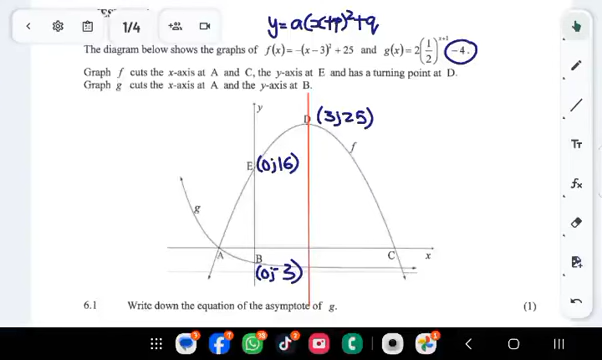 1/4
y=a(x+p)²+q
The diagram below shows the graphs of f(x)=-(x-3)²+25 and g(x)=2(1/2)^(x+1)-4.
Graph f cuts the x-axis at A and C, the y-axis at E and has a turning point at D.
Graph g cuts the x-axis at A and the y-axis at B.
y
D (3;25)
f
E (0;16)
g
A
B
C
x
(0;-3)
6.1 Write down the equation of the asymptote of g. (1)
Tт
fx